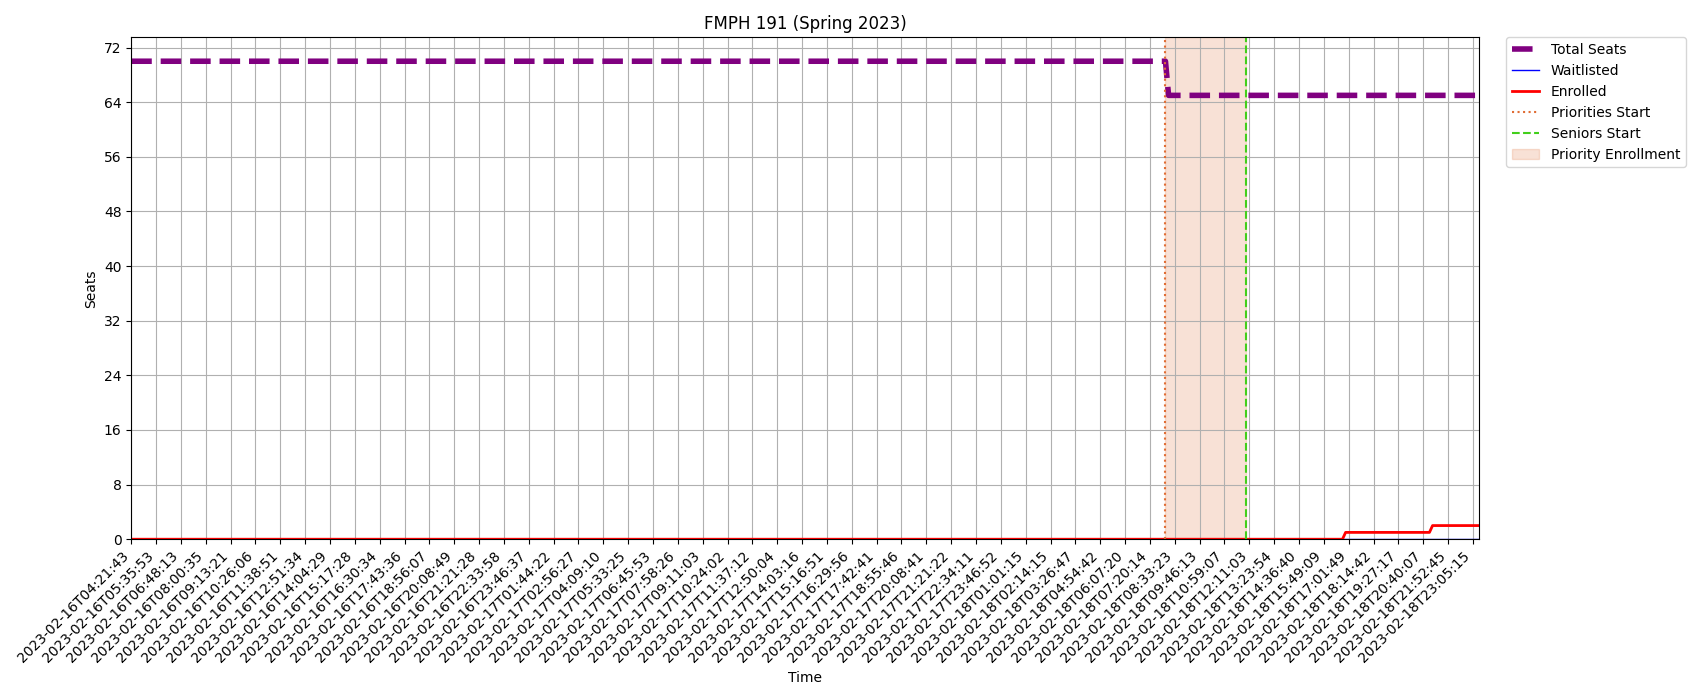 FMPH 191 (Spring 2023)
72
64
56
48
40
32
24
16
8
0
Seats
2023-02-16T04:21:43
2023-02-16T05:35:53
2023-02-16T06:48:13
2023-02-16T08:00:35
2023-02-16T09:13:21
2023-02-16T10:26:06
2023-02-16T11:38:51
2023-02-16T12:51:34
2023-02-16T14:04:29
2023-02-16T15:17:28
2023-02-16T16:30:34
2023-02-16T17:43:36
2023-02-16T18:56:07
2023-02-16T20:08:49
2023-02-16T21:21:28
2023-02-16T22:33:58
2023-02-16T23:46:37
2023-02-17T01:44:22
2023-02-17T02:56:27
2023-02-17T04:09:10
2023-02-17T05:33:25
2023-02-17T06:45:53
2023-02-17T07:58:26
2023-02-17T09:11:03
2023-02-17T10:24:02
2023-02-17T11:37:12
2023-02-17T12:50:04
2023-02-17T14:03:16
2023-02-17T15:16:51
2023-02-17T16:29:56
2023-02-17T17:42:41
2023-02-17T18:55:46
2023-02-17T20:08:41
2023-02-17T21:21:22
2023-02-17T22:34:11
2023-02-17T23:46:52
2023-02-18T01:01:15
2023-02-18T02:14:15
2023-02-18T03:26:47
2023-02-18T04:54:42
2023-02-18T06:07:20
2023-02-18T07:20:14
2023-02-18T08:33:23
2023-02-18T09:46:13
2023-02-18T10:59:07
2023-02-18T12:11:03
2023-02-18T13:23:54
2023-02-18T14:36:40
2023-02-18T15:49:09
2023-02-18T17:01:49
2023-02-18T18:14:42
2023-02-18T19:27:17
2023-02-18T20:40:07
2023-02-18T21:52:45
2023-02-18T23:05:15
Time
Total Seats
Waitlisted
Enrolled
Priorities Start
Seniors Start
Priority Enrollment